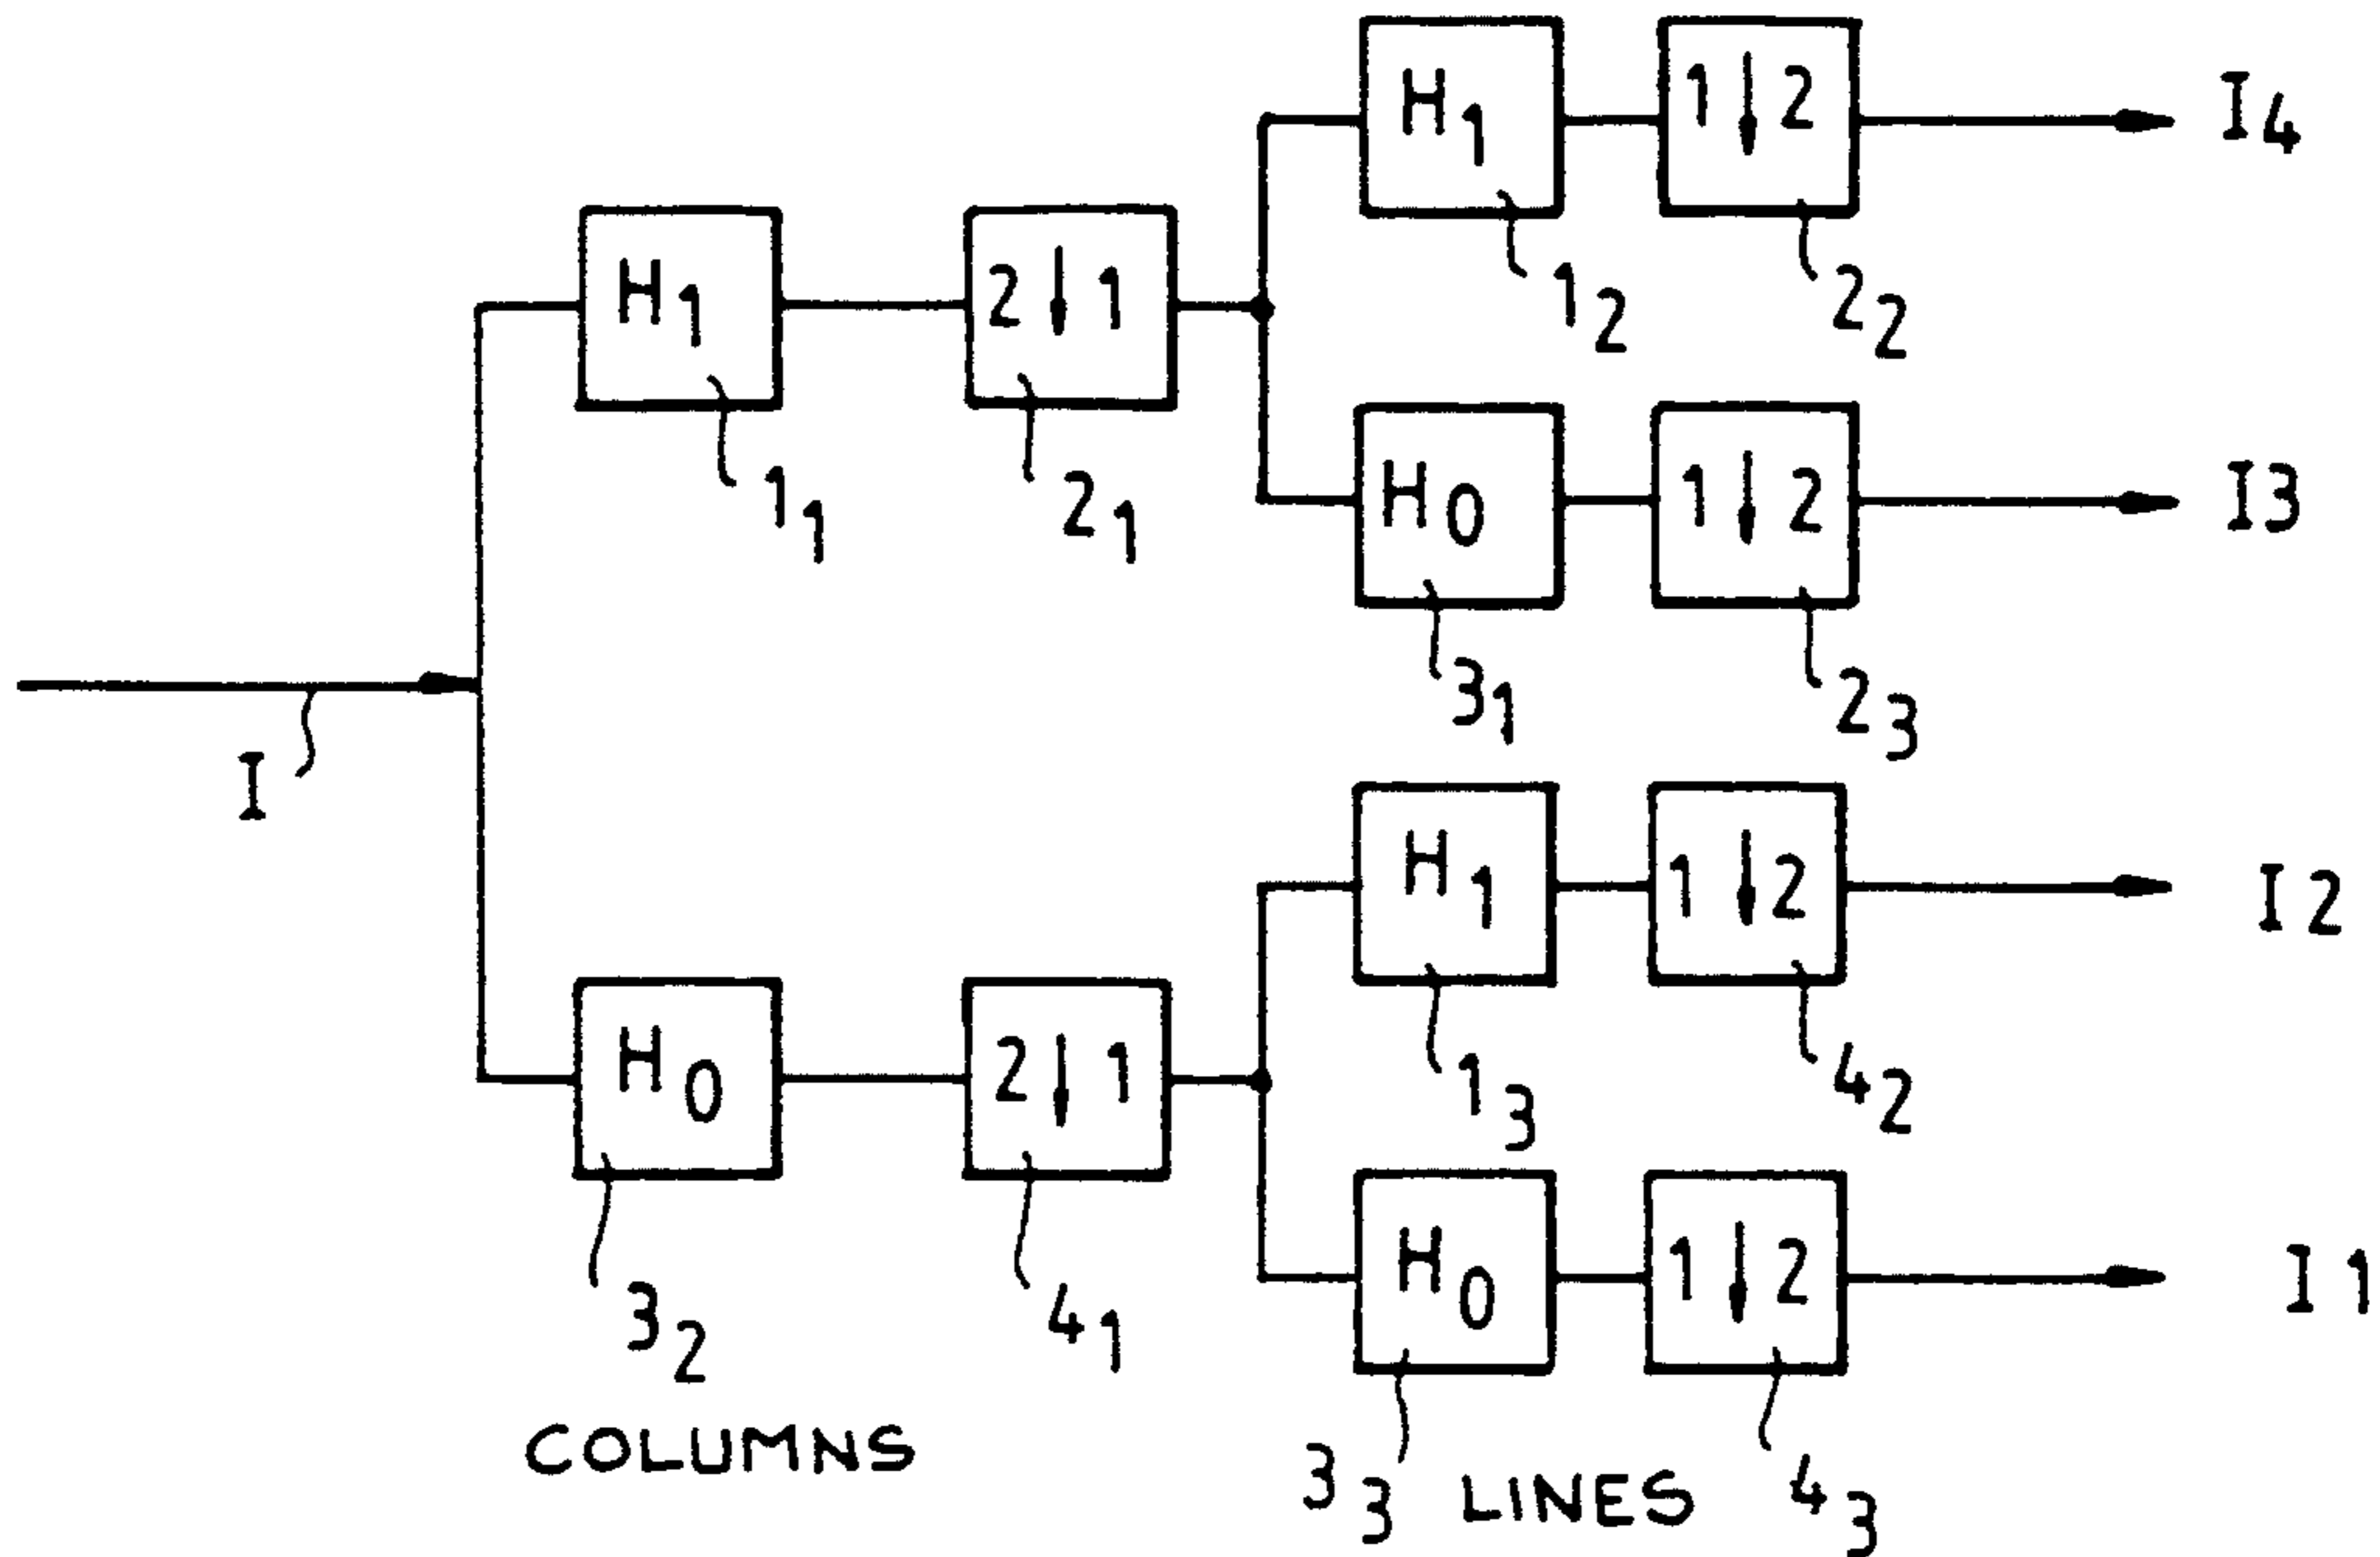 H₁ 1↓2 I4
1₂ 2₂
H₁ 2↓1
1₁ 2₁
H₀ 1↓2 I3
3₁ 2₃
I
H₁ 1↓2 I2
1₃ 4₂
H₀ 2↓1
3₂ 4₁
H₀ 1↓2 I1
3₃ 4₃
COLUMNS
LINES